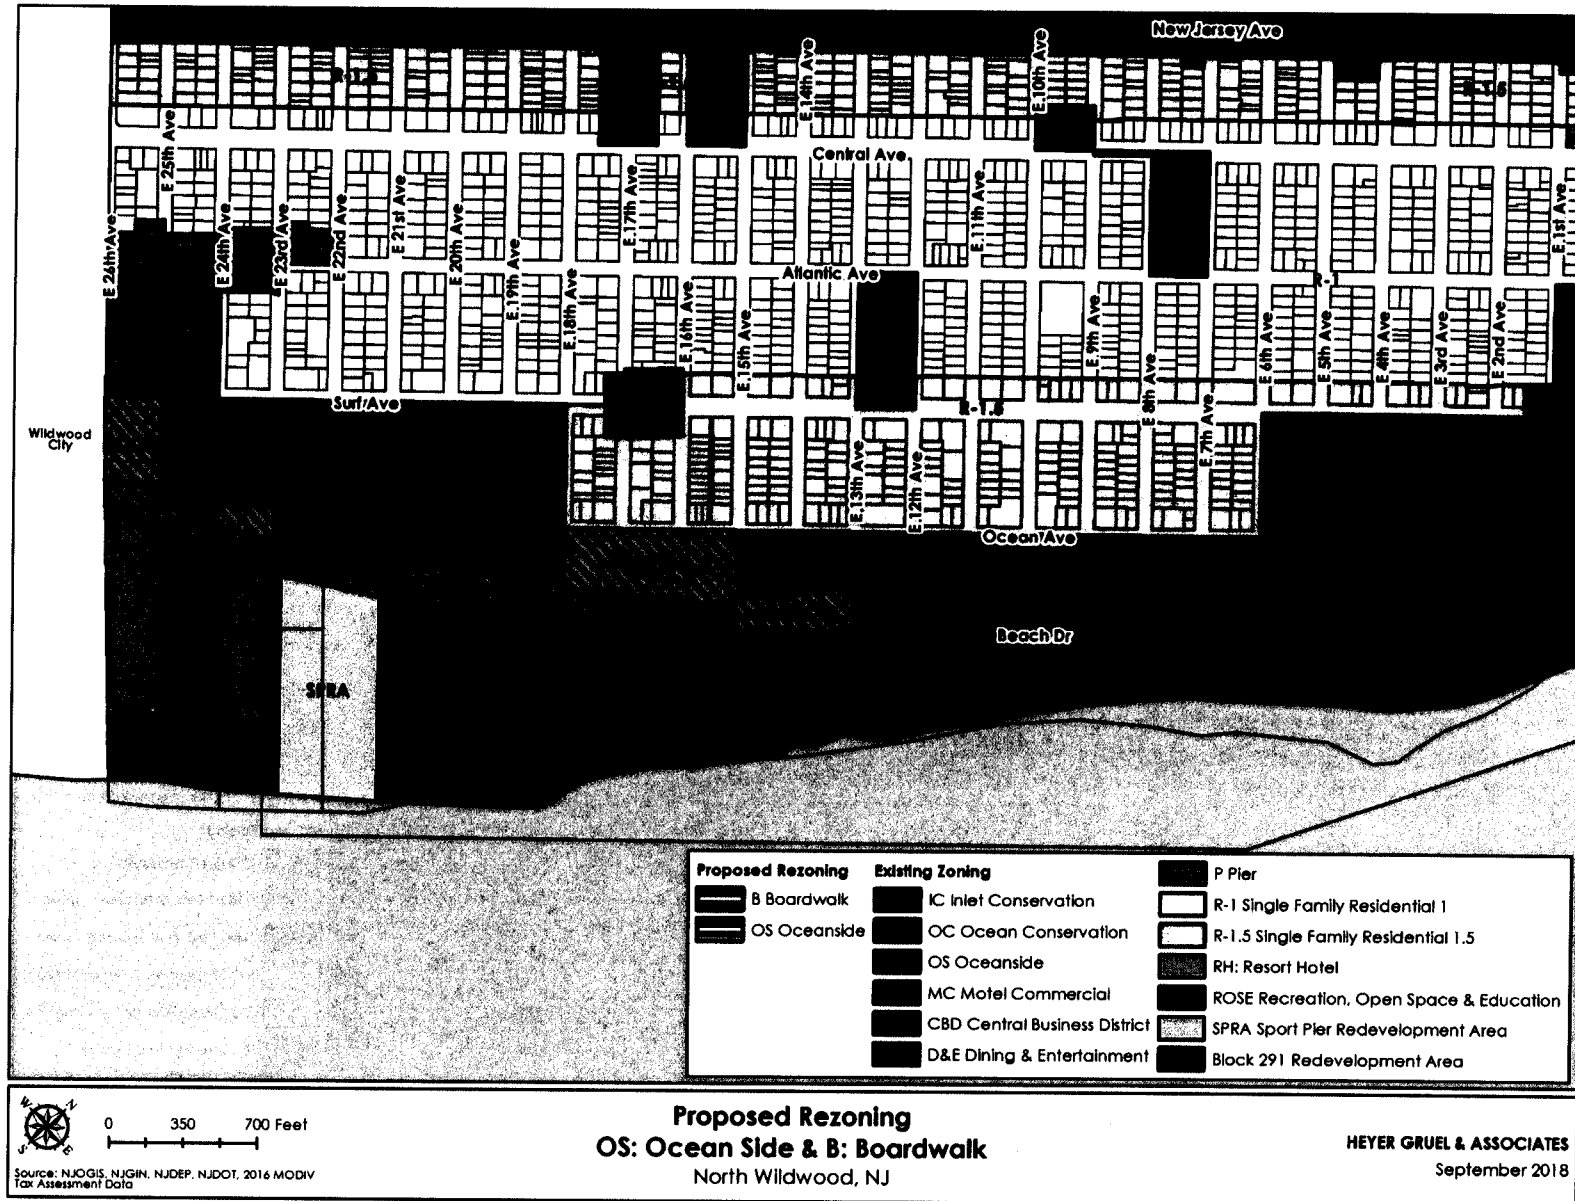 New Jersey Ave
R-1.5
E 14th Ave
E 10th Ave
R-1.5
E 25th Ave
Central Ave
E 26th Ave
E 24th Ave
E 23rd Ave
E 22nd Ave
E 21st Ave
E 20th Ave
E 19th Ave
E 18th Ave
E 17th Ave
E 16th Ave
E 15th Ave
E 11th Ave
E 1st Ave
Atlantic Ave
R-1
E 9th Ave
E 8th Ave
E 7th Ave
E 6th Ave
E 5th Ave
E 4th Ave
E 3rd Ave
E 2nd Ave
Surf Ave
R-1.5
Wildwood
City
E 13th Ave
E 12th Ave
Ocean Ave
Beach Dr
SPRA
Proposed Rezoning
B Boardwalk
OS Oceanside
Existing Zoning
IC Inlet Conservation
OC Ocean Conservation
OS Oceanside
MC Motel Commercial
CBD Central Business District
D&E Dining & Entertainment
P Pier
R-1 Single Family Residential 1
R-1.5 Single Family Residential 1.5
RH: Resort Hotel
ROSE Recreation, Open Space & Education
SPRA Sport Pier Redevelopment Area
Block 291 Redevelopment Area
W N
S E
0 350 700 Feet
Source: NJOGIS, NJGIN, NJDEP, NJDOT, 2016 MODIV
Tax Assessment Data
Proposed Rezoning
OS: Ocean Side & B: Boardwalk
North Wildwood, NJ
HEYER GRUEL & ASSOCIATES
September 2018